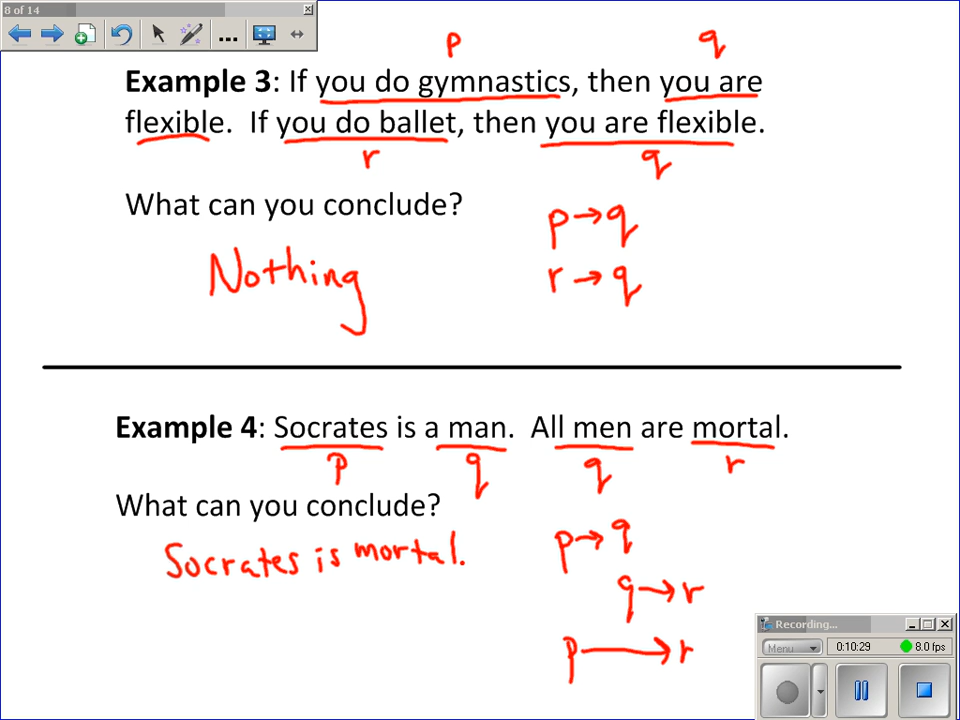 8 of 14
p q
Example 3: If you do gymnastics, then you are
flexible. If you do ballet, then you are flexible.
r q
What can you conclude?
p→q
Nothing
r→q
Example 4: Socrates is a man. All men are mortal.
p q q r
What can you conclude?
p→q
Socrates is mortal.
q→r
p→r
Recording...
Menu 0:10:29 8.0 fps